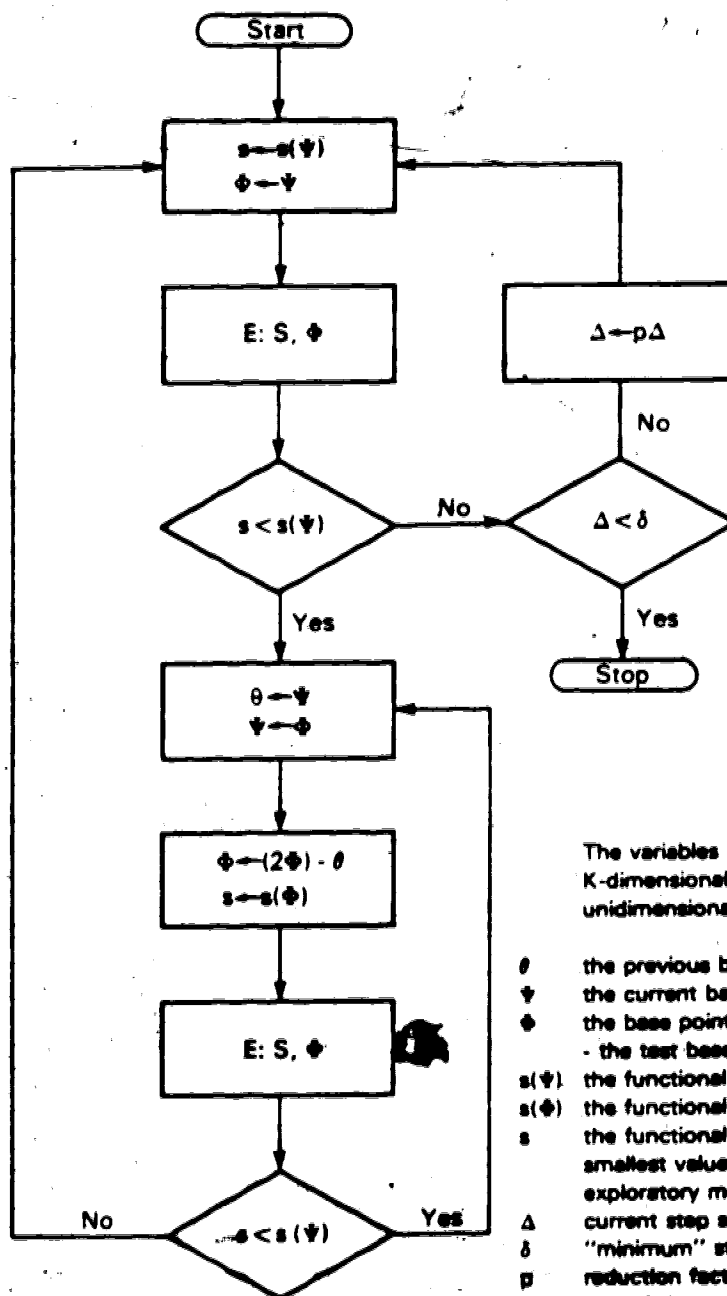 Start
s←s(Ψ)
Φ←Ψ
E: S, Φ
Δ←pΔ
No
s < s(Ψ)
No
Δ < δ
Yes
Yes
Stop
θ←Ψ
Ψ←Φ
Φ←(2Φ) - θ
s←s(Φ)
The variables
K-dimensional
unidimensional
E: S, Φ
θ the previous b
Ψ the current ba
Φ the base point
- the test base
s(Ψ) the functional
s(Φ) the functional
s the functional
smallest value
exploratory m
No
s < s(Ψ)
Yes
Δ current step s
δ "minimum" st
p reduction fact